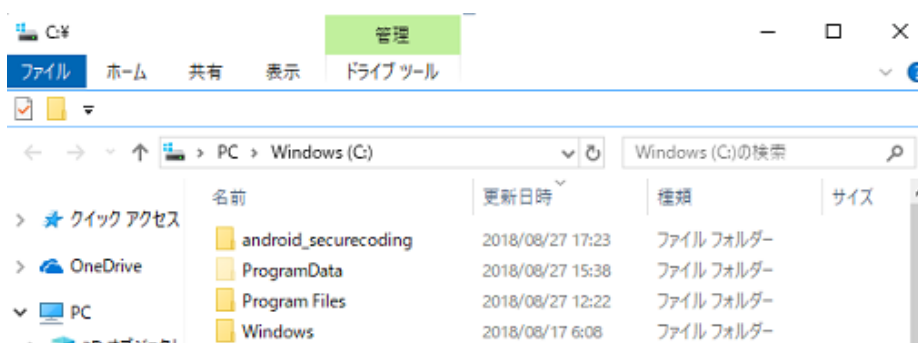 C:¥
管理
ファイル ホーム 共有 表示 ドライブ ツール
PC > Windows (C:) Windows (C:)の検索
名前 更新日時 種類 サイズ
クイック アクセス
android_securecoding 2018/08/27 17:23 ファイル フォルダー
OneDrive
ProgramData 2018/08/27 15:38 ファイル フォルダー
PC
Program Files 2018/08/27 12:22 ファイル フォルダー
Windows 2018/08/17 6:08 ファイル フォルダー